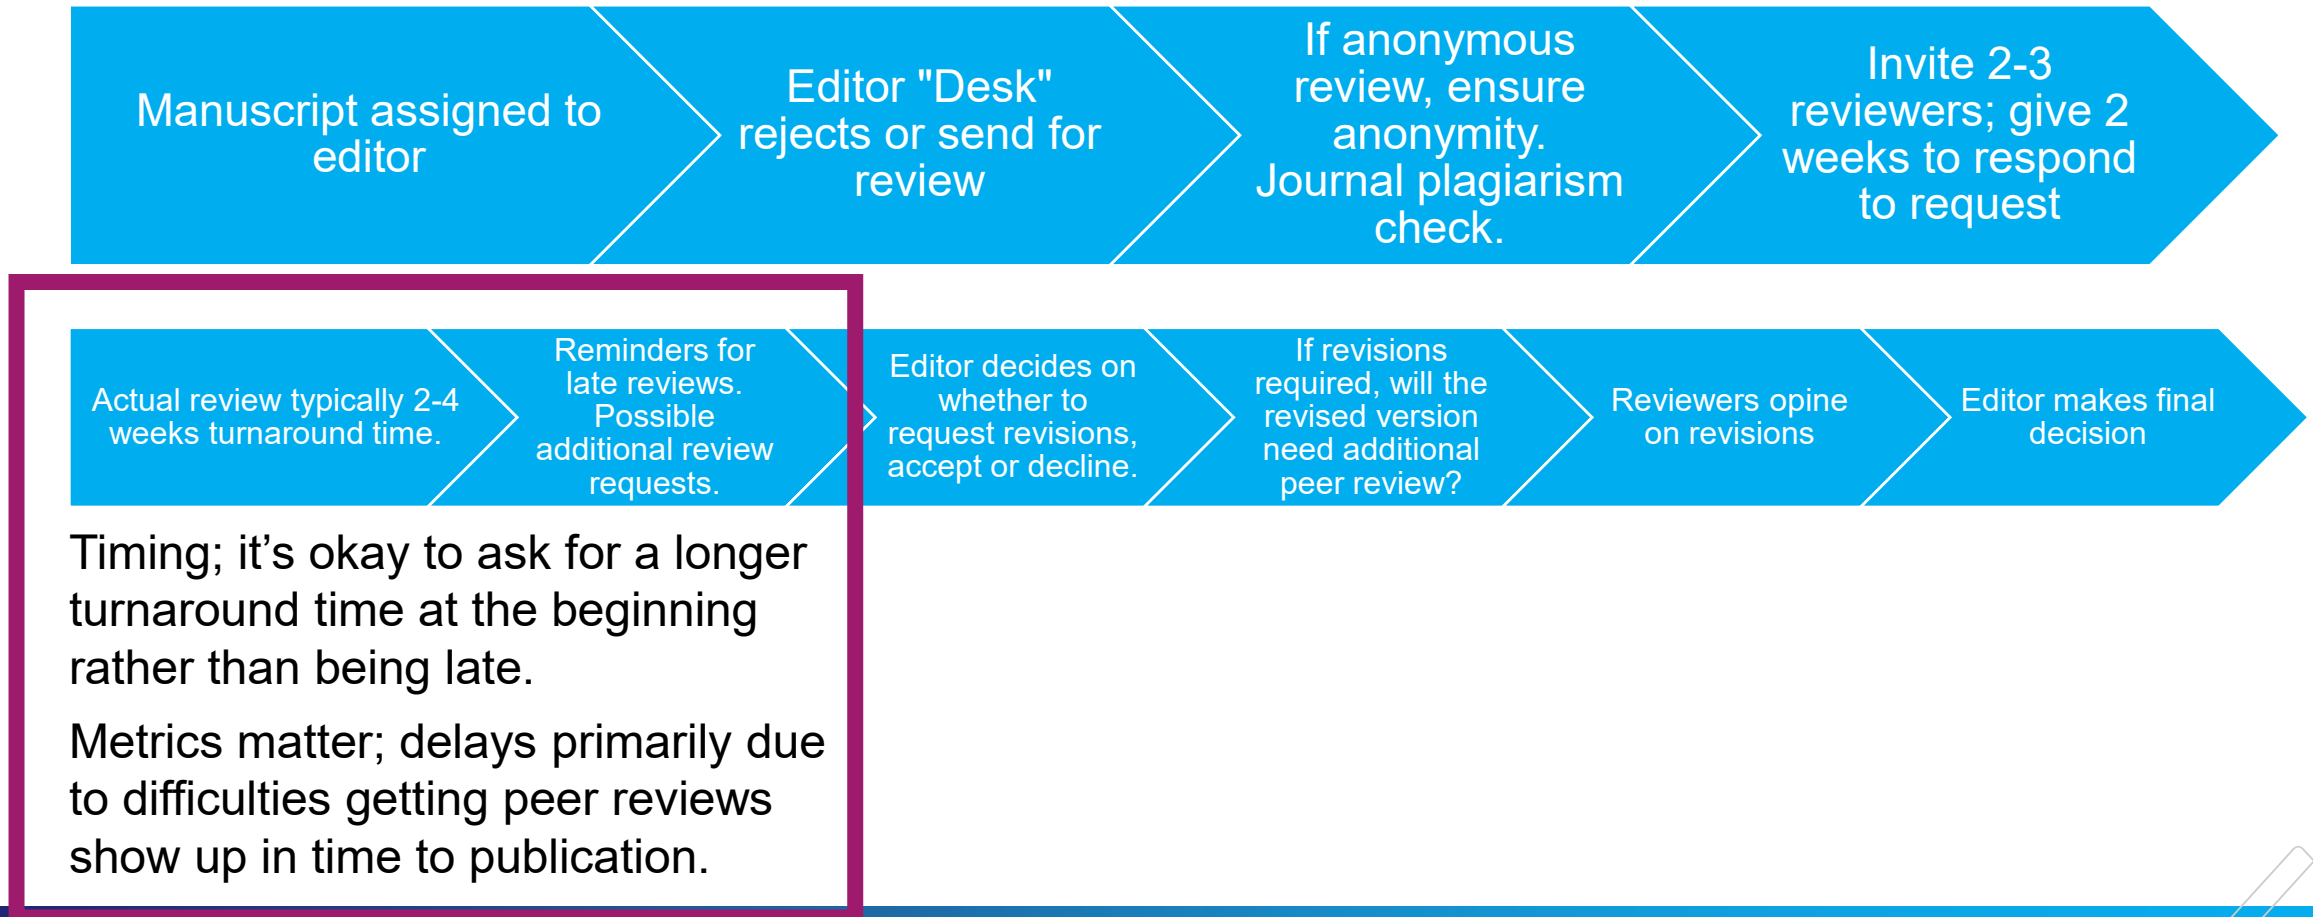 Manuscript assigned to
editor
Editor "Desk"
rejects or send for
review
If anonymous
review, ensure
anonymity.
Journal plagiarism
check.
Invite 2-3
reviewers; give 2
weeks to respond
to request
Actual review typically 2-4
weeks turnaround time.
Reminders for
late reviews.
Possible
additional review
requests.
Editor decides on
whether to
request revisions,
accept or decline.
If revisions
required, will the
revised version
need additional
peer review?
Reviewers opine
on revisions
Editor makes final
decision
Timing; it’s okay to ask for a longer
turnaround time at the beginning
rather than being late.
Metrics matter; delays primarily due
to difficulties getting peer reviews
show up in time to publication.